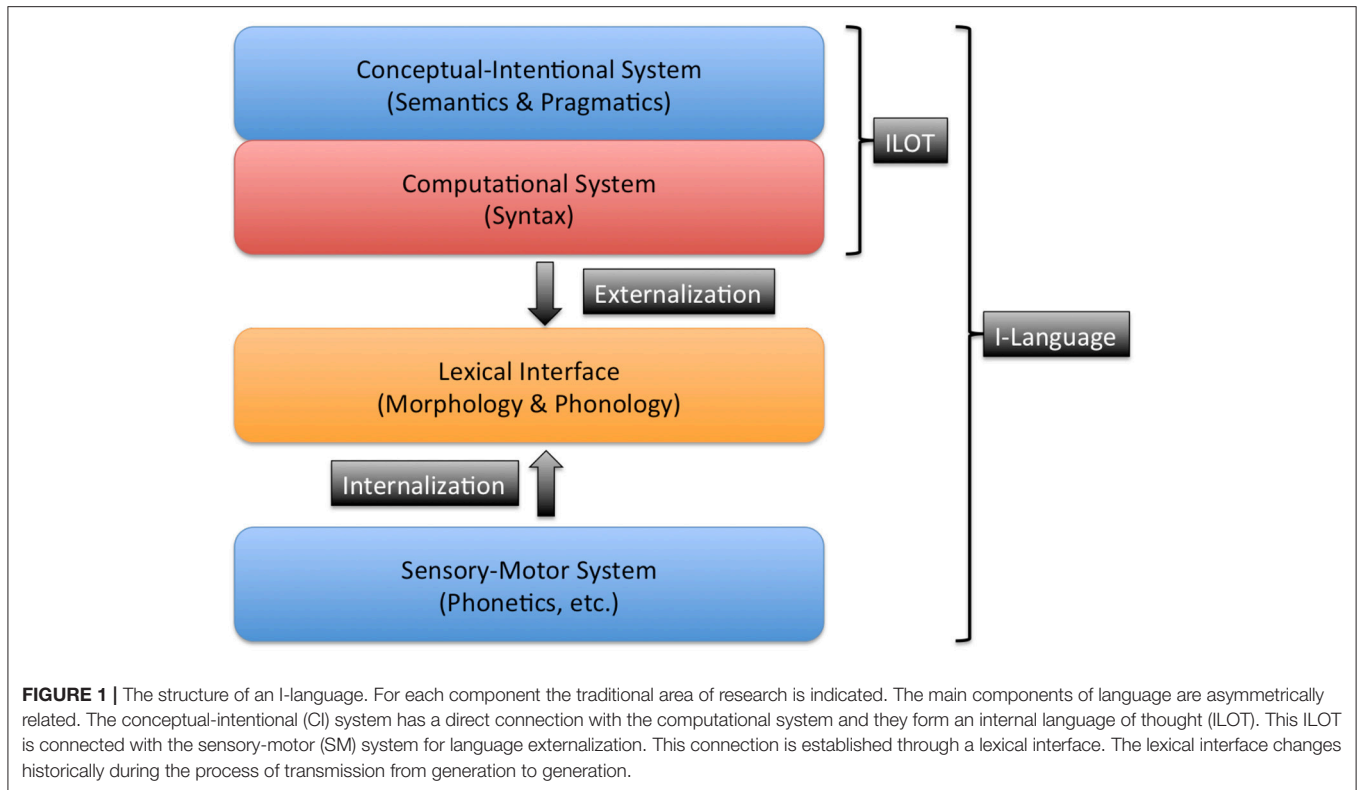 Conceptual-Intentional System
(Semantics & Pragmatics)
ILOT
Computational System
(Syntax)
Externalization
I-Language
Lexical Interface
(Morphology & Phonology)
Internalization
Sensory-Motor System
(Phonetics, etc.)
FIGURE 1 | The structure of an I-language. For each component the traditional area of research is indicated. The main components of language are asymmetrically
related. The conceptual-intentional (CI) system has a direct connection with the computational system and they form an internal language of thought (ILOT). This ILOT
is connected with the sensory-motor (SM) system for language externalization. This connection is established through a lexical interface. The lexical interface changes
historically during the process of transmission from generation to generation.